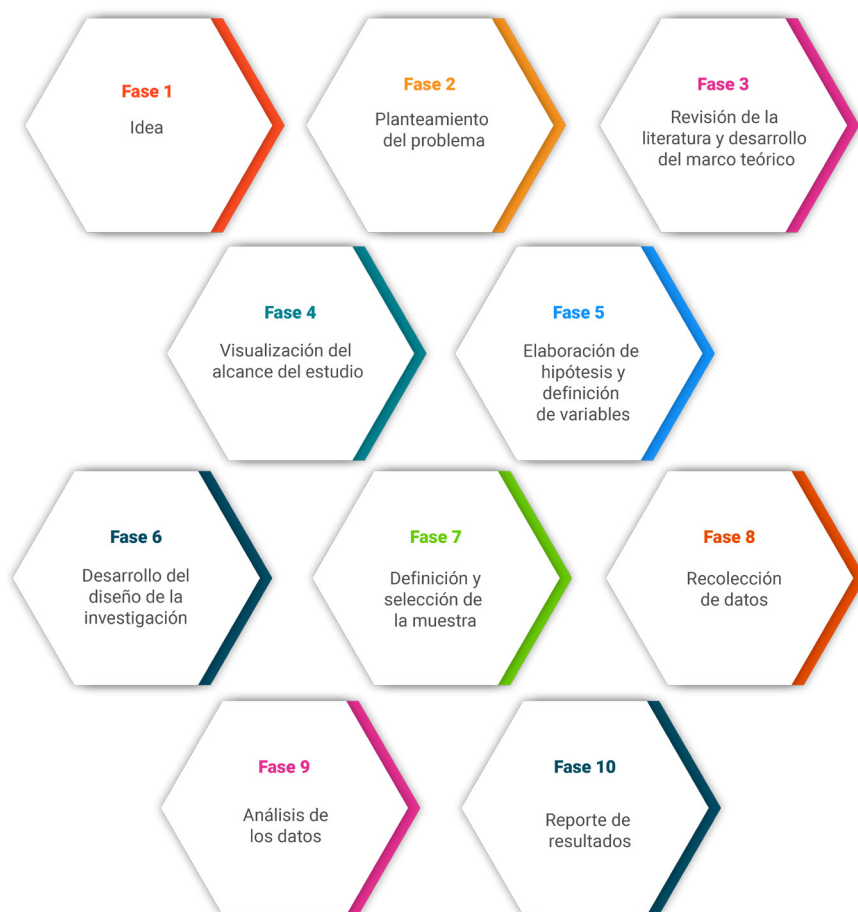 Fase 1
Idea
Fase 2
Planteamiento
del problema
Fase 3
Revisión de la
literatura y desarrollo
del marco teórico
Fase 4
Visualización del
alcance del estudio
Fase 5
Elaboración de
hipótesis y
definición
de variables
Fase 6
Desarrollo del
diseño de la
investigación
Fase 7
Definición y
selección de
la muestra
Fase 8
Recolección
de datos
Fase 9
Análisis de
los datos
Fase 10
Reporte de
resultados